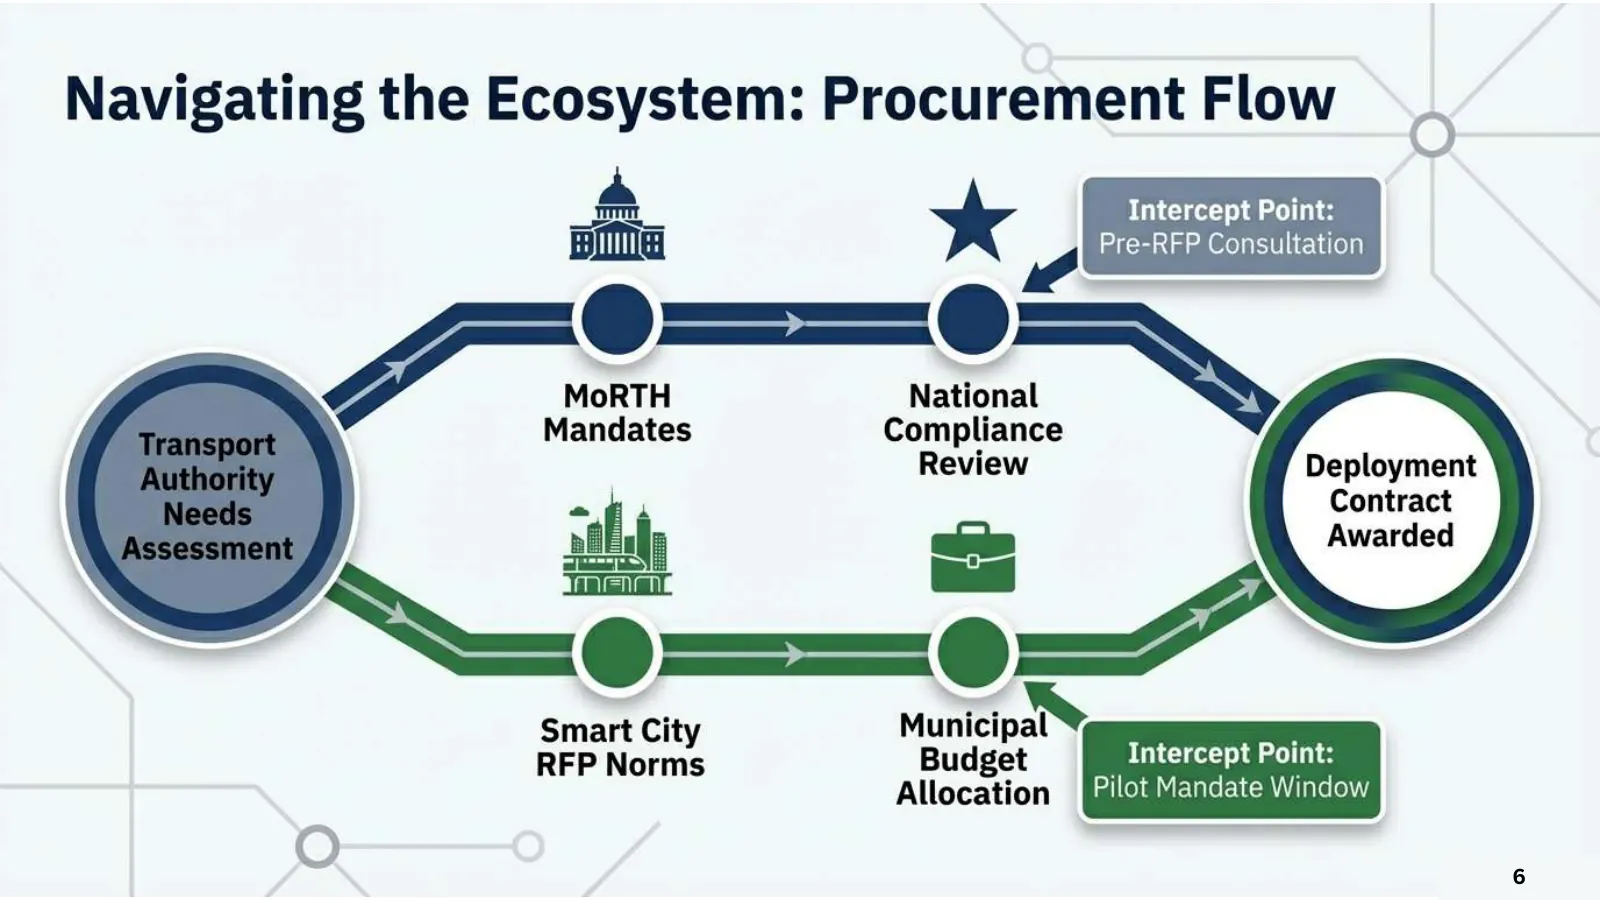 Navigating the Ecosystem: Procurement Flow
Intercept Point:
Pre-RFP Consultation
MoRTH
Mandates
National
Compliance
Review
Transport
Authority
Needs
Assessment
Deployment
Contract
Awarded
Smart City
RFP Norms
Municipal
Budget
Allocation
Intercept Point:
Pilot Mandate Window
6